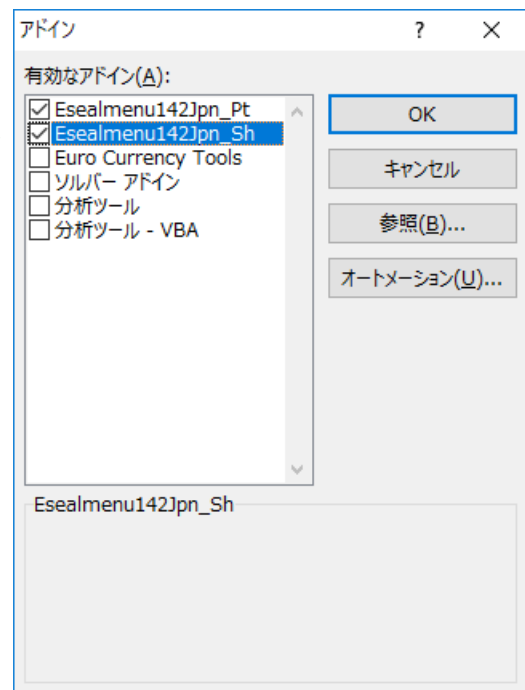 アドイン
?
有効なアドイン(A):
Esealmenu142Jpn_Pt
Esealmenu142Jpn_Sh
Euro Currency Tools
ソルバー アドイン
分析ツール
分析ツール - VBA
OK
キャンセル
参照(B)...
オートメーション(U)...
Esealmenu142Jpn_Sh